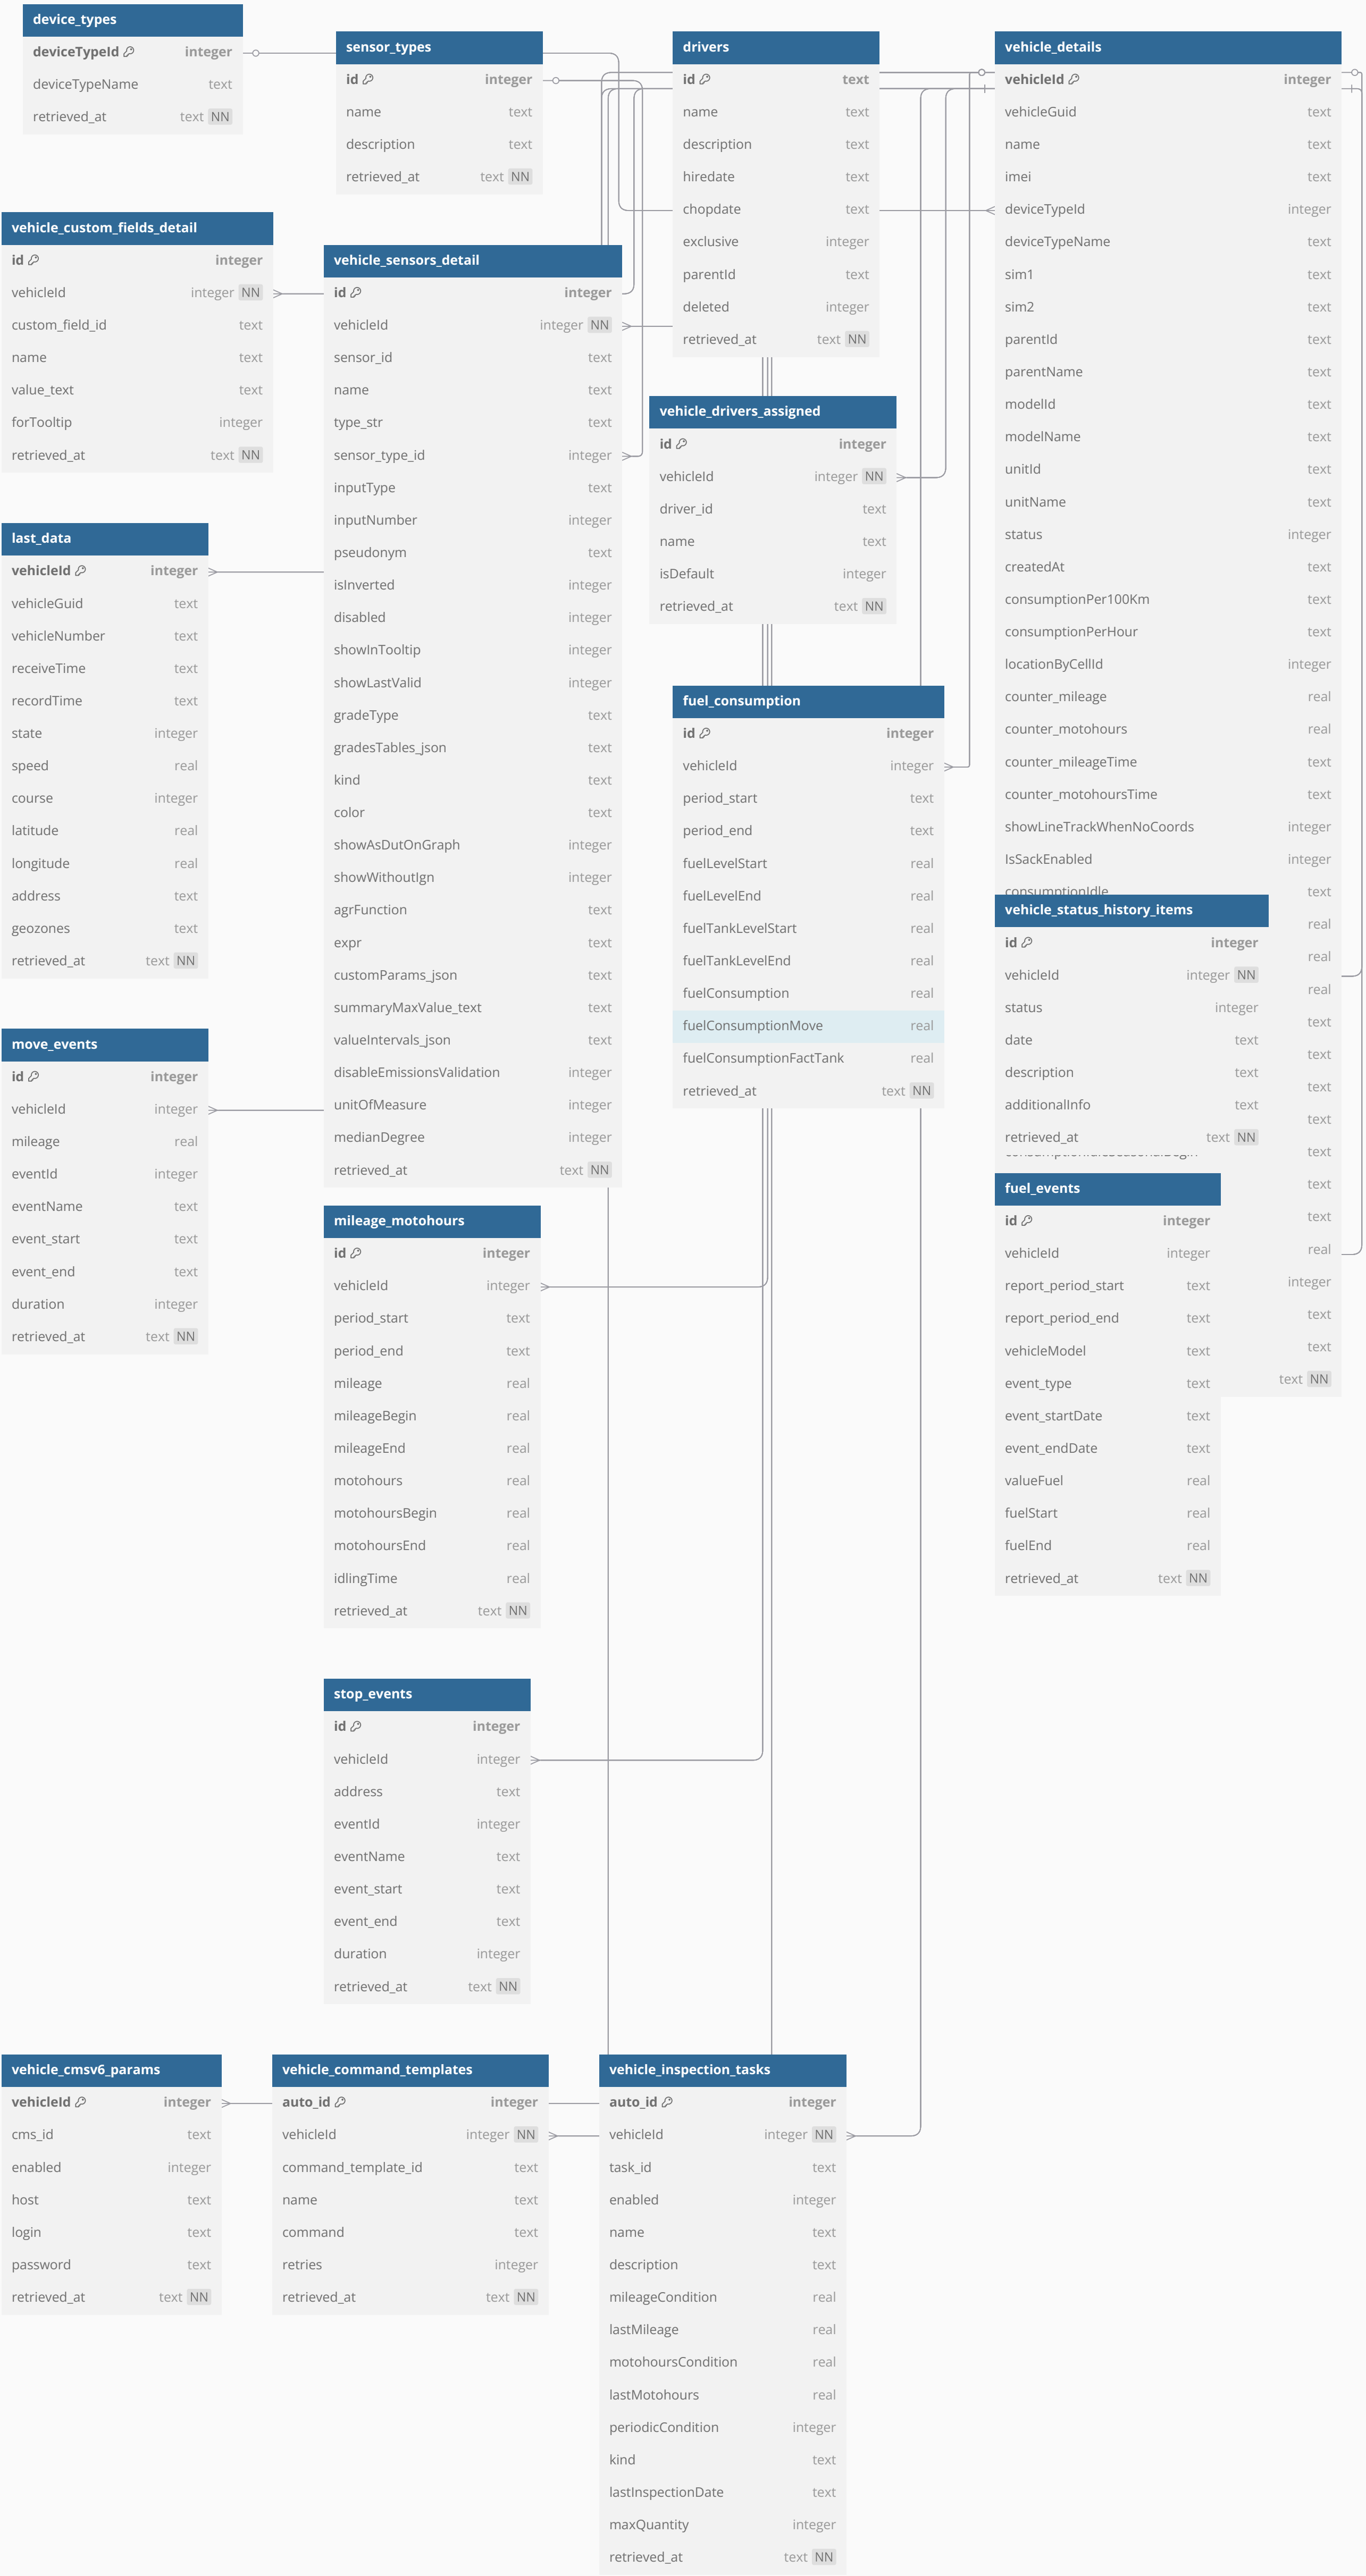 device_types
deviceTypeId integer
deviceTypeName text
retrieved_at text NN
sensor_types
id integer
name text
description text
retrieved_at text NN
drivers
id text
name text
description text
hiredate text
chopdate text
exclusive integer
parentId text
deleted integer
retrieved_at text NN
vehicle_details
vehicleId integer
vehicleGuid text
name text
imei text
deviceTypeId integer
deviceTypeName text
sim1 text
sim2 text
parentId text
parentName text
modelId text
modelName text
unitId text
unitName text
status integer
createdAt text
consumptionPer100Km text
consumptionPerHour text
locationByCellId integer
counter_mileage real
counter_motohours real
counter_mileageTime text
counter_motohoursTime text
showLineTrackWhenNoCoords integer
IsSackEnabled integer
consumptionIdle text
real
real
real
text
text
text
text
text
text
text
real
integer
text
text
text NN
vehicle_custom_fields_detail
id integer
vehicleId integer NN
custom_field_id text
name text
value_text text
forTooltip integer
retrieved_at text NN
vehicle_sensors_detail
id integer
vehicleId integer NN
sensor_id text
name text
type_str text
sensor_type_id integer
inputType text
inputNumber integer
pseudonym text
isInverted integer
disabled integer
showInTooltip integer
showLastValid integer
gradeType text
gradesTables_json text
kind text
color text
showAsDutOnGraph integer
showWithoutIgn integer
agrFunction text
expr text
customParams_json text
summaryMaxValue_text text
valueIntervals_json text
disableEmissionsValidation integer
unitOfMeasure integer
medianDegree integer
retrieved_at text NN
vehicle_drivers_assigned
id integer
vehicleId integer NN
driver_id text
name text
isDefault integer
retrieved_at text NN
last_data
vehicleId integer
vehicleGuid text
vehicleNumber text
receiveTime text
recordTime text
state integer
speed real
course integer
latitude real
longitude real
address text
geozones text
retrieved_at text NN
fuel_consumption
id integer
vehicleId integer
period_start text
period_end text
fuelLevelStart real
fuelLevelEnd real
fuelTankLevelStart real
fuelTankLevelEnd real
fuelConsumption real
fuelConsumptionMove real
fuelConsumptionFactTank real
retrieved_at text NN
vehicle_status_history_items
id integer
vehicleId integer NN
status integer
date text
description text
additionalInfo text
retrieved_at text NN
move_events
id integer
vehicleId integer
mileage real
eventId integer
eventName text
event_start text
event_end text
duration integer
retrieved_at text NN
fuel_events
id integer
vehicleId integer
report_period_start text
report_period_end text
vehicleModel text
event_type text
event_startDate text
event_endDate text
valueFuel real
fuelStart real
fuelEnd real
retrieved_at text NN
mileage_motohours
id integer
vehicleId integer
period_start text
period_end text
mileage real
mileageBegin real
mileageEnd real
motohours real
motohoursBegin real
motohoursEnd real
idlingTime real
retrieved_at text NN
stop_events
id integer
vehicleId integer
address text
eventId integer
eventName text
event_start text
event_end text
duration integer
retrieved_at text NN
vehicle_cmsv6_params
vehicleId integer
cms_id text
enabled integer
host text
login text
password text
retrieved_at text NN
vehicle_command_templates
auto_id integer
vehicleId integer NN
command_template_id text
name text
command text
retries integer
retrieved_at text NN
vehicle_inspection_tasks
auto_id integer
vehicleId integer NN
task_id text
enabled integer
name text
description text
mileageCondition real
lastMileage real
motohoursCondition real
lastMotohours real
periodicCondition integer
kind text
lastInspectionDate text
maxQuantity integer
retrieved_at text NN